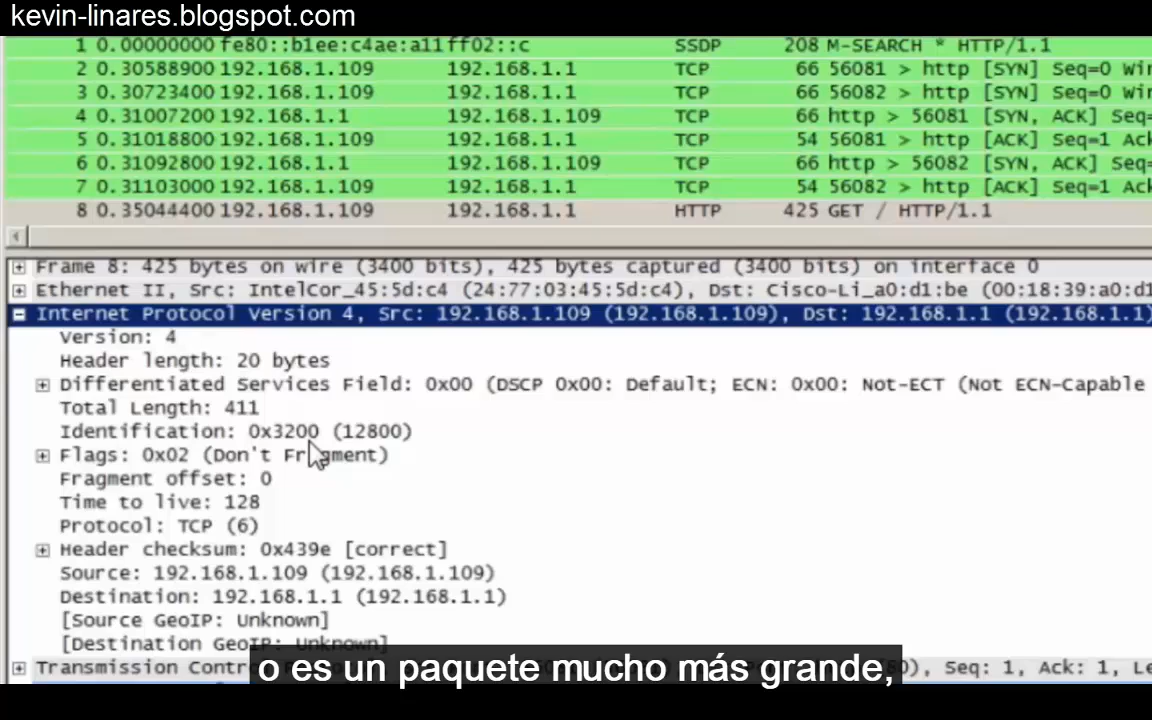 kevin-linares.blogspot.com
1 0.00000000 fe80::b1ee:c4ae:a11ff02::c SSDP 208 M-SEARCH * HTTP/1.1
2 0.30588900 192.168.1.109 192.168.1.1 TCP 66 56081 > http [SYN] Seq=0 Win
3 0.30723400 192.168.1.109 192.168.1.1 TCP 66 56082 > http [SYN] Seq=0 Win
4 0.31007200 192.168.1.1 192.168.1.109 TCP 66 http > 56081 [SYN, ACK] Seq=
5 0.31018800 192.168.1.109 192.168.1.1 TCP 54 56081 > http [ACK] Seq=1 Ack
6 0.31092800 192.168.1.1 192.168.1.109 TCP 66 http > 56082 [SYN, ACK] Seq=
7 0.31103000 192.168.1.109 192.168.1.1 TCP 54 56082 > http [ACK] Seq=1 Ack
8 0.35044400 192.168.1.109 192.168.1.1 HTTP 425 GET / HTTP/1.1
Frame 8: 425 bytes on wire (3400 bits), 425 bytes captured (3400 bits) on interface 0
Ethernet II, Src: IntelCor_45:5d:c4 (24:77:03:45:5d:c4), Dst: Cisco-Li_a0:d1:be (00:18:39:a0:d1
Internet Protocol Version 4, Src: 192.168.1.109 (192.168.1.109), Dst: 192.168.1.1 (192.168.1.1)
Version: 4
Header length: 20 bytes
Differentiated Services Field: 0x00 (DSCP 0x00: Default; ECN: 0x00: Not-ECT (Not ECN-Capable
Total Length: 411
Identification: 0x3200 (12800)
Flags: 0x02 (Don't Fragment)
Fragment offset: 0
Time to live: 128
Protocol: TCP (6)
Header checksum: 0x439e [correct]
Source: 192.168.1.109 (192.168.1.109)
Destination: 192.168.1.1 (192.168.1.1)
[Source GeoIP: Unknown]
[Destination GeoIP: Unknown]
Transmission Contr), Seq: 1, Ack: 1, Le
o es un paquete mucho más grande,